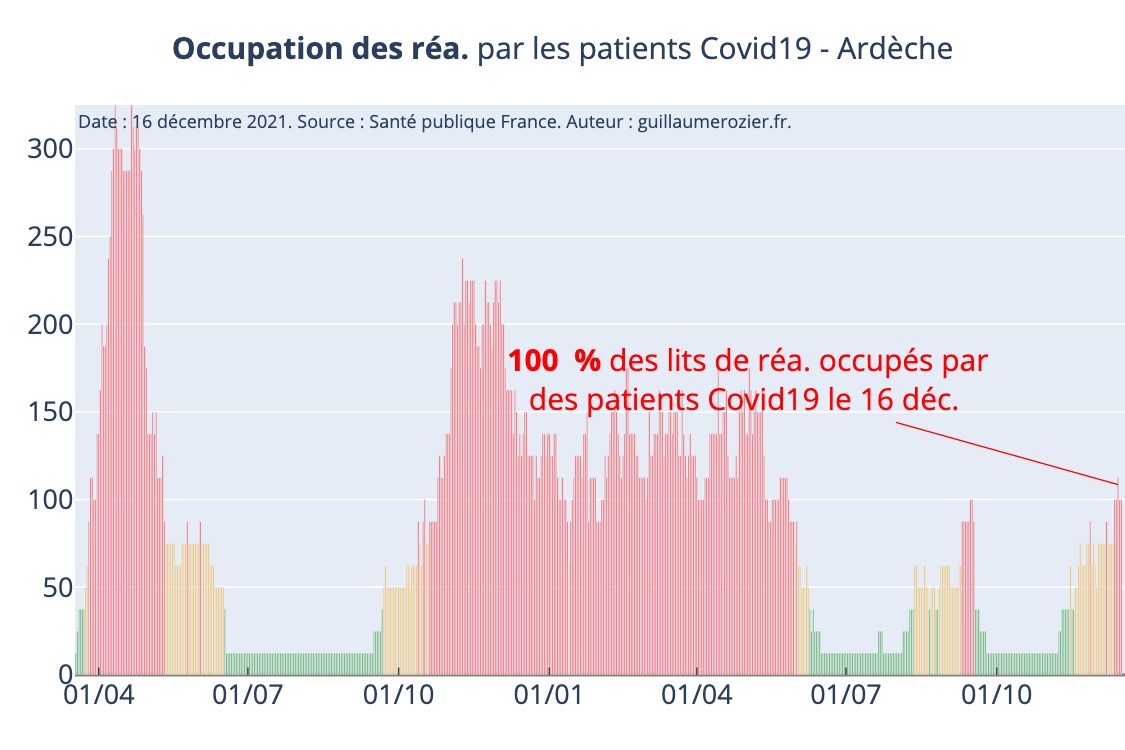 Occupation des réa. par les patients Covid19 - Ardèche
Date : 16 décembre 2021. Source : Santé publique France. Auteur : guillaumerozier.fr.
300
250
200
100  % des lits de réa. occupés par
des patients Covid19 le 16 déc.
150
100
50
0
01/04 01/07 01/10 01/01 01/04 01/07 01/10